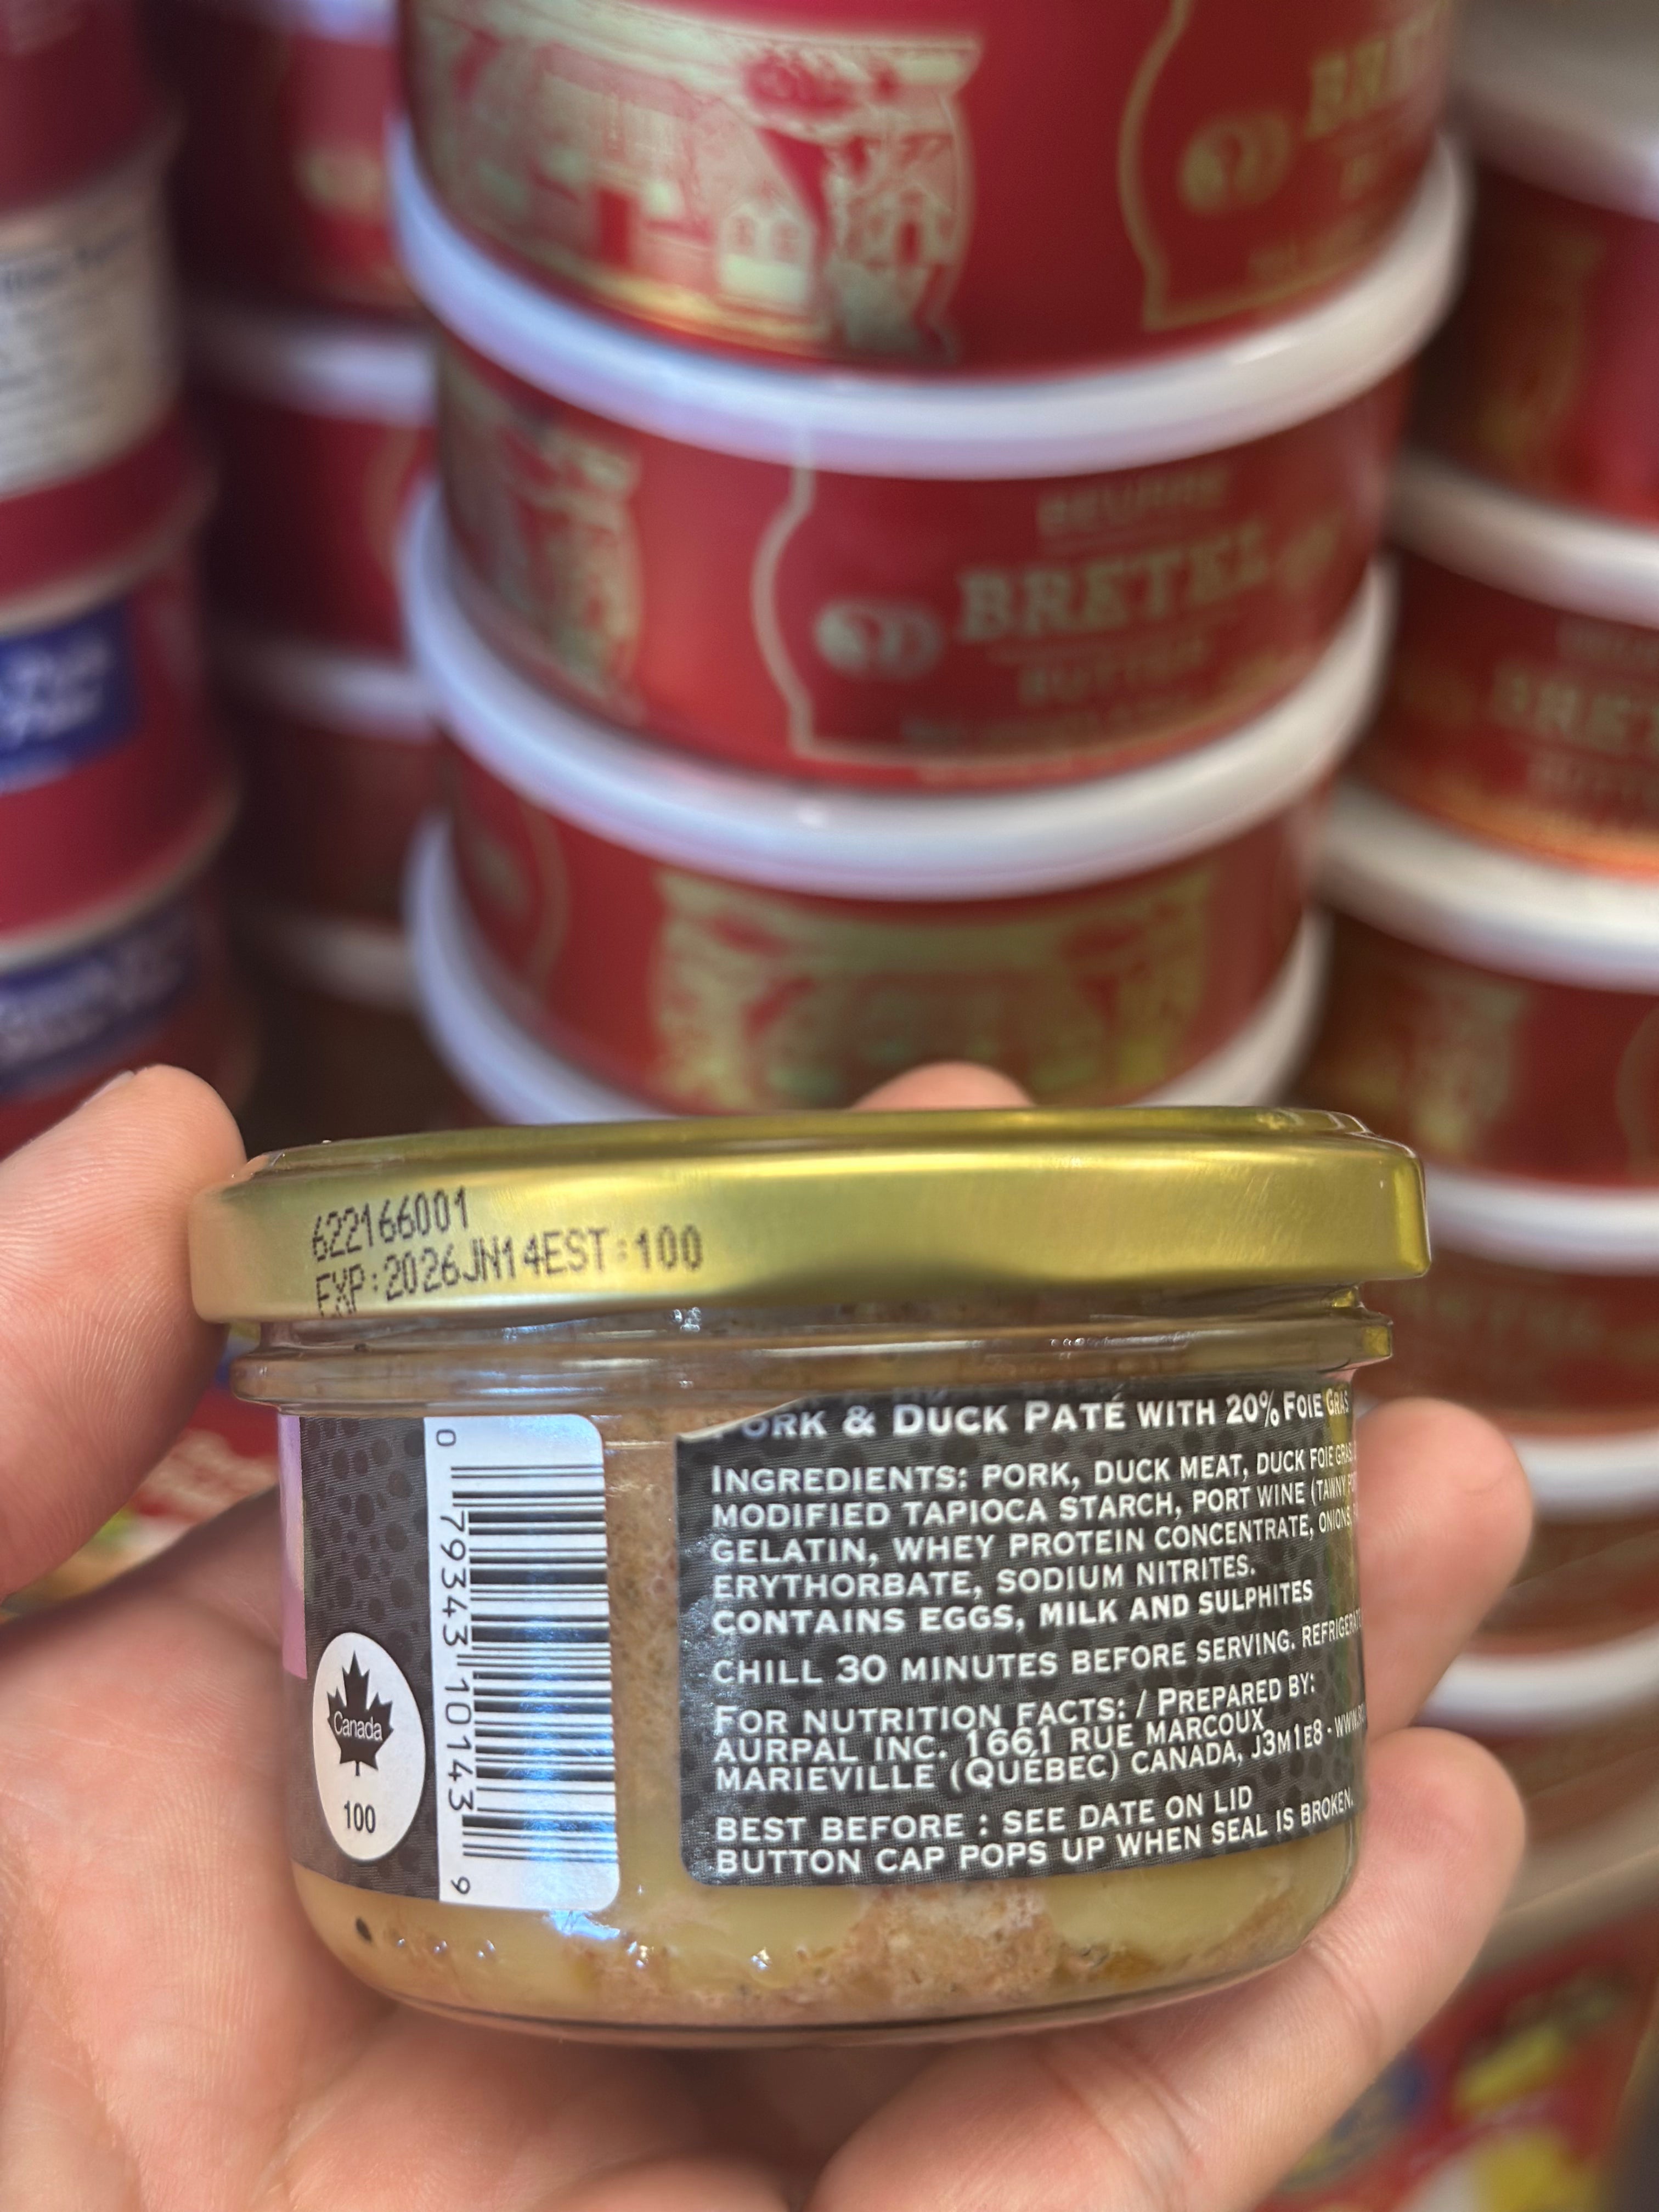 BRETEL
BEURRE
BRETEL
BUTTER
622166001
EXP:2026JN14EST:100
PORK & DUCK PATÉ WITH 20% FOIE GRAS
INGREDIENTS: PORK, DUCK MEAT, DUCK FOIE GRAS
MODIFIED TAPIOCA STARCH, PORT WINE (TAWNY
GELATIN, WHEY PROTEIN CONCENTRATE, ONIONS,
ERYTHORBATE, SODIUM NITRITES.
CONTAINS EGGS, MILK AND SULPHITES
CHILL 30 MINUTES BEFORE SERVING.
FOR NUTRITION FACTS: / PREPARED BY:
AURPAL INC. 1661 RUE MARCOUX
MARIEVILLE (QUÉBEC) CANADA, J3M1E8 - WWW.
BEST BEFORE : SEE DATE ON LID
BUTTON CAP POPS UP WHEN SEAL IS BROKEN.
0 79343 10143 9
Canada
100